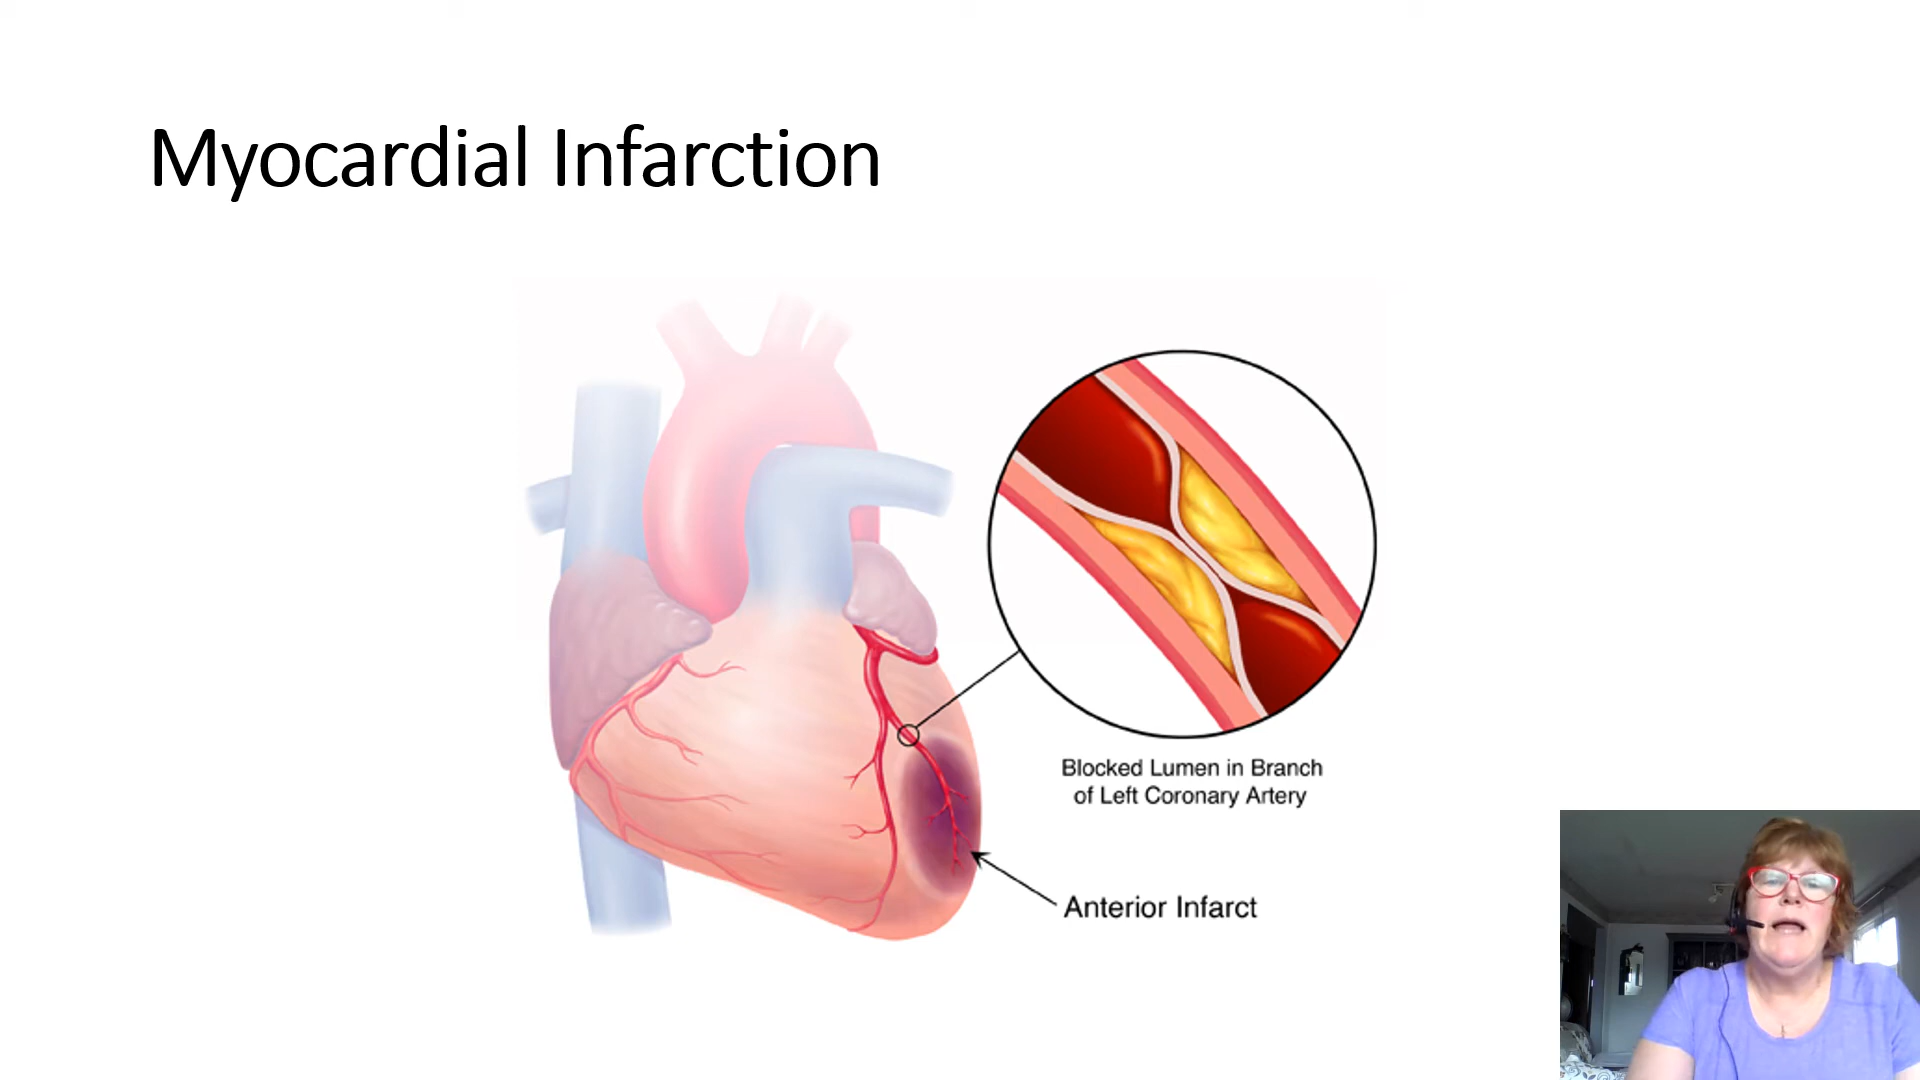 Myocardial Infarction
Blocked Lumen in Branch
of Left Coronary Artery
Anterior Infarct